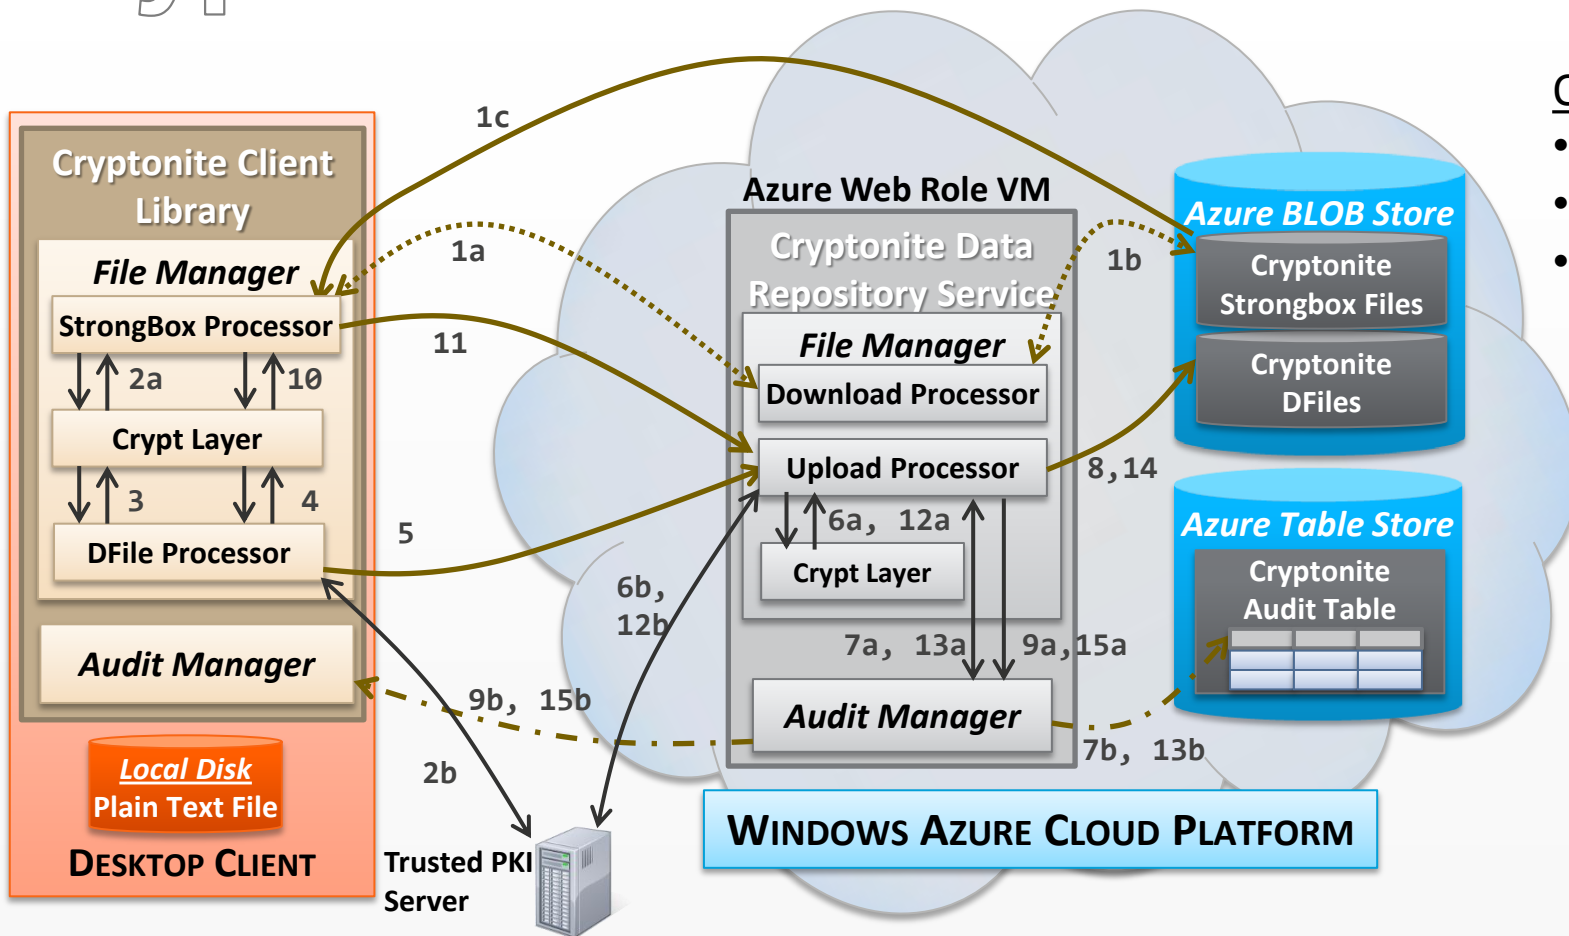 1c
Cryptonite Client
Library
Azure Web Role VM
Azure BLOB Store
1a
Cryptonite Data
Repository Service
1b
Cryptonite
Strongbox Files
File Manager
StrongBox Processor
11
File Manager
Cryptonite
DFiles
2a
10
Download Processor
Crypt Layer
Upload Processor
8,14
3
4
6a, 12a
Azure Table Store
DFile Processor
5
Crypt Layer
Cryptonite
Audit Table
6b,
12b
7a, 13a
9a,15a
Audit Manager
9b, 15b
Audit Manager
7b, 13b
Local Disk
Plain Text File
2b
WINDOWS AZURE CLOUD PLATFORM
DESKTOP CLIENT
Trusted PKI
Server